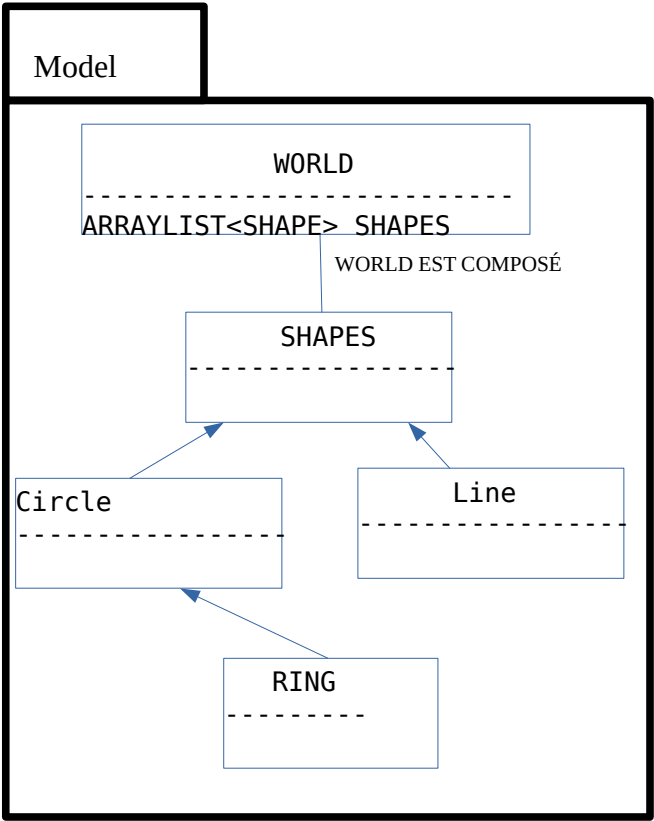 Model
WORLD
---------------------------
ARRAYLIST<SHAPE> SHAPES
WORLD EST COMPOSÉ
SHAPES
-----------------
Circle
-----------------
Line
-----------------
RING
---------